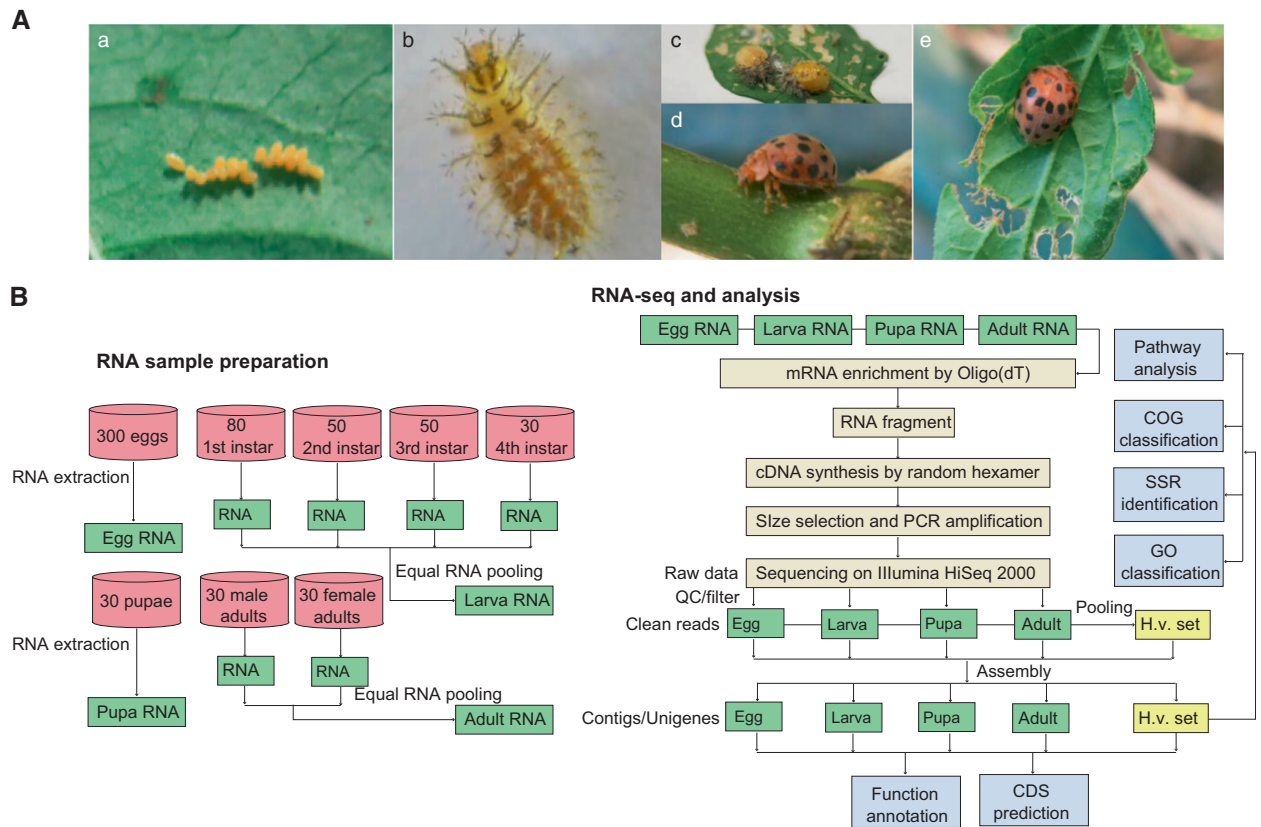 A
a
b
c
d
e
B
RNA sample preparation
300 eggs
80
1st instar
50
2nd instar
50
3rd instar
30
4th instar
RNA extraction
RNA
RNA
RNA
RNA
Egg RNA
Equal RNA pooling
Larva RNA
30 pupae
30 male
adults
30 female
adults
RNA extraction
RNA
RNA
Equal RNA pooling
Pupa RNA
Adult RNA
RNA-seq and analysis
Egg RNA
Larva RNA
Pupa RNA
Adult RNA
mRNA enrichment by Oligo(dT)
RNA fragment
cDNA synthesis by random hexamer
SIze selection and PCR amplification
Raw data
Sequencing on IIIumina HiSeq 2000
QC/filter
Clean reads
Egg
Larva
Pupa
Adult
Pooling
H.v. set
Assembly
Contigs/Unigenes
Egg
Larva
Pupa
Adult
H.v. set
Function
annotation
CDS
prediction
Pathway
analysis
COG
classification
SSR
identification
GO
classification